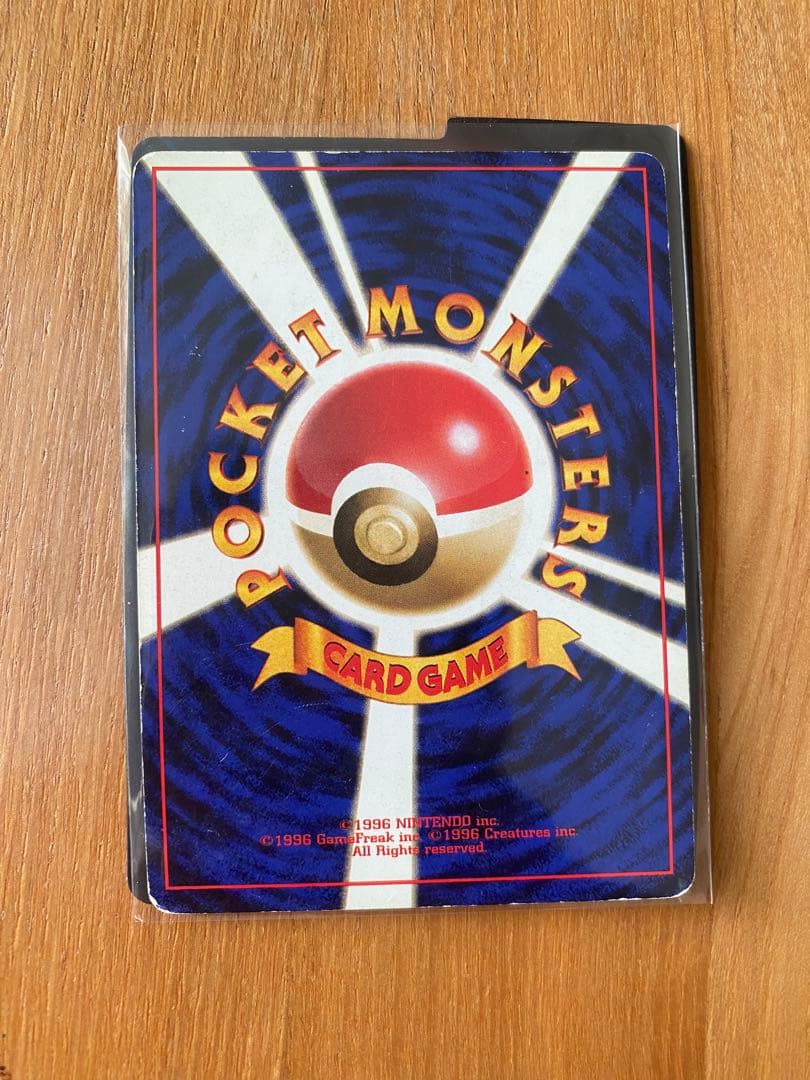 POCKET MONSTERS
CARD GAME
©1996 NINTENDO inc.
©1996 GameFreak inc. ©1996 Creatures inc.
All Rights reserved.